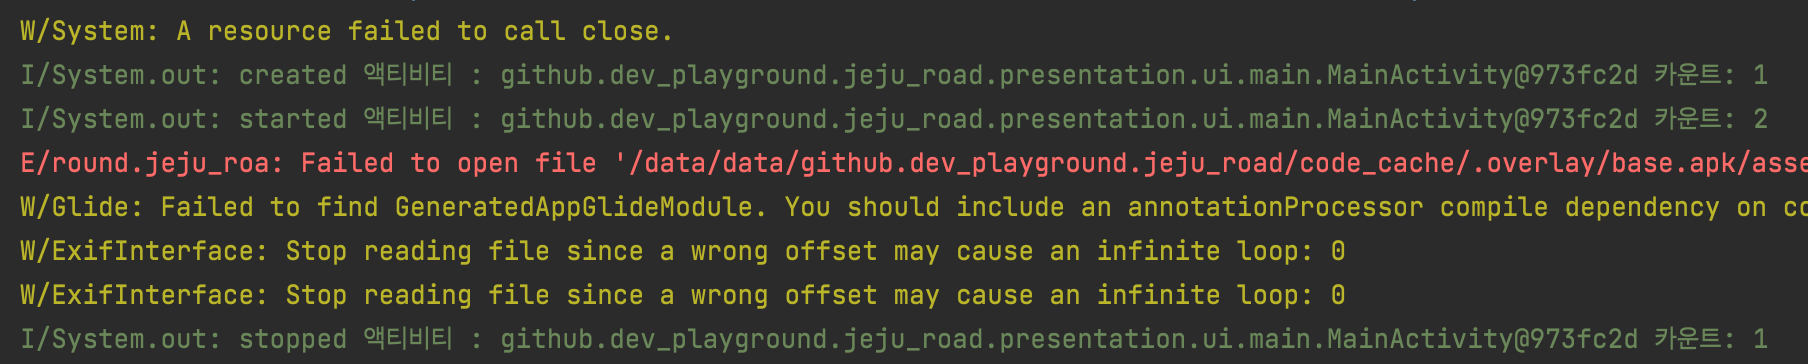 W/System: A resource failed to call close.
I/System.out: created 액티비티 : github.dev_playground.jeju_road.presentation.ui.main.MainActivity@973fc2d 카운트: 1
I/System.out: started 액티비티 : github.dev_playground.jeju_road.presentation.ui.main.MainActivity@973fc2d 카운트: 2
E/round.jeju_roa: Failed to open file '/data/data/github.dev_playground.jeju_road/code_cache/.overlay/base.apk/asse
W/Glide: Failed to find GeneratedAppGlideModule. You should include an annotationProcessor compile dependency on co
W/ExifInterface: Stop reading file since a wrong offset may cause an infinite loop: 0
W/ExifInterface: Stop reading file since a wrong offset may cause an infinite loop: 0
I/System.out: stopped 액티비티 : github.dev_playground.jeju_road.presentation.ui.main.MainActivity@973fc2d 카운트: 1